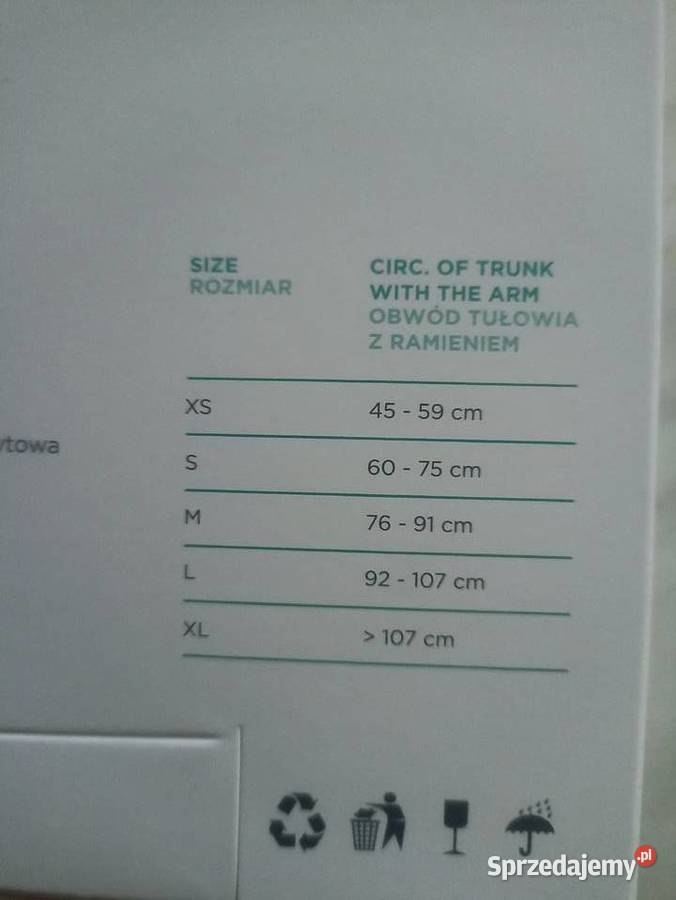 SIZE
ROZMIAR
CIRC. OF TRUNK
WITH THE ARM
OBWÓD TUŁOWIA
Z RAMIENIEM
XS 45 - 59 cm
ytowa
S 60 - 75 cm
M 76 - 91 cm
L 92 - 107 cm
XL > 107 cm
Sprzedajemy.pl